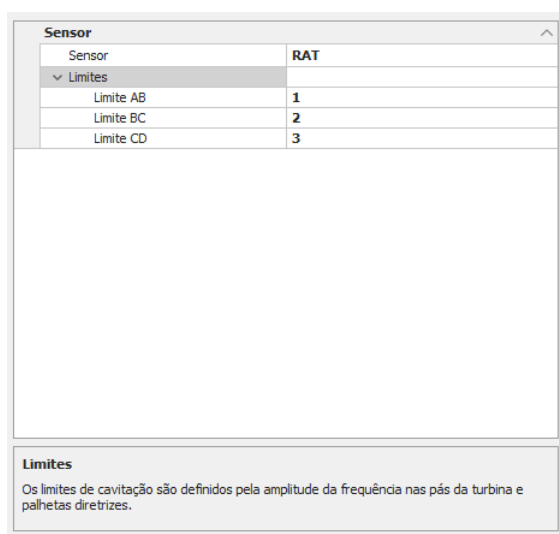 Sensor
Sensor RAT
Limites
Limite AB 1
Limite BC 2
Limite CD 3
Limites
Os limites de cavitação são definidos pela amplitude da frequência nas pás da turbina e
palhetas diretrizes.